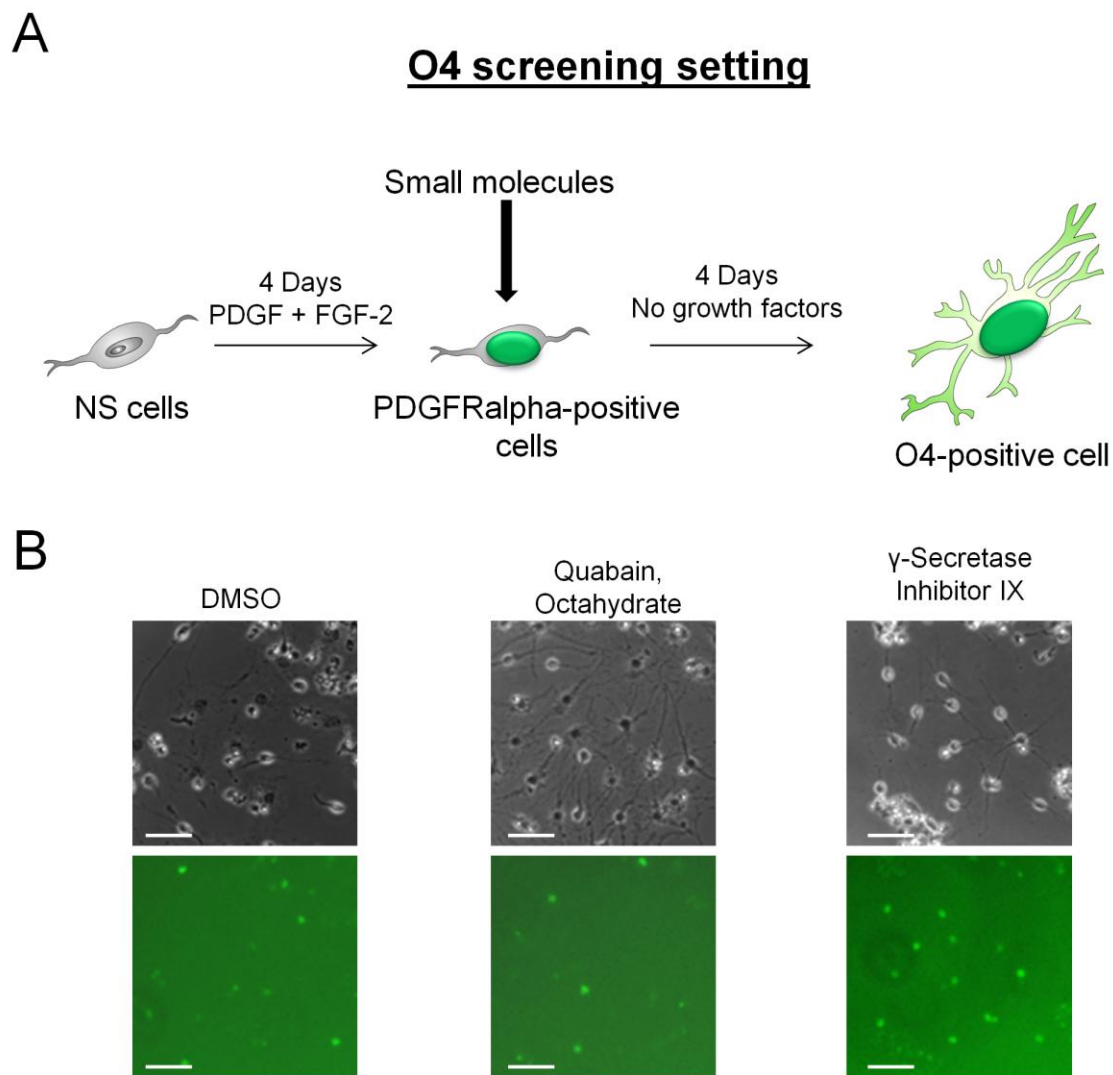 A
O4 screening setting
Small molecules
4 Days
PDGF + FGF-2
4 Days
No growth factors
NS cells
PDGFRalpha-positive
cells
O4-positive cell
B
DMSO
Quabain,
Octahydrate
γ-Secretase
Inhibitor IX